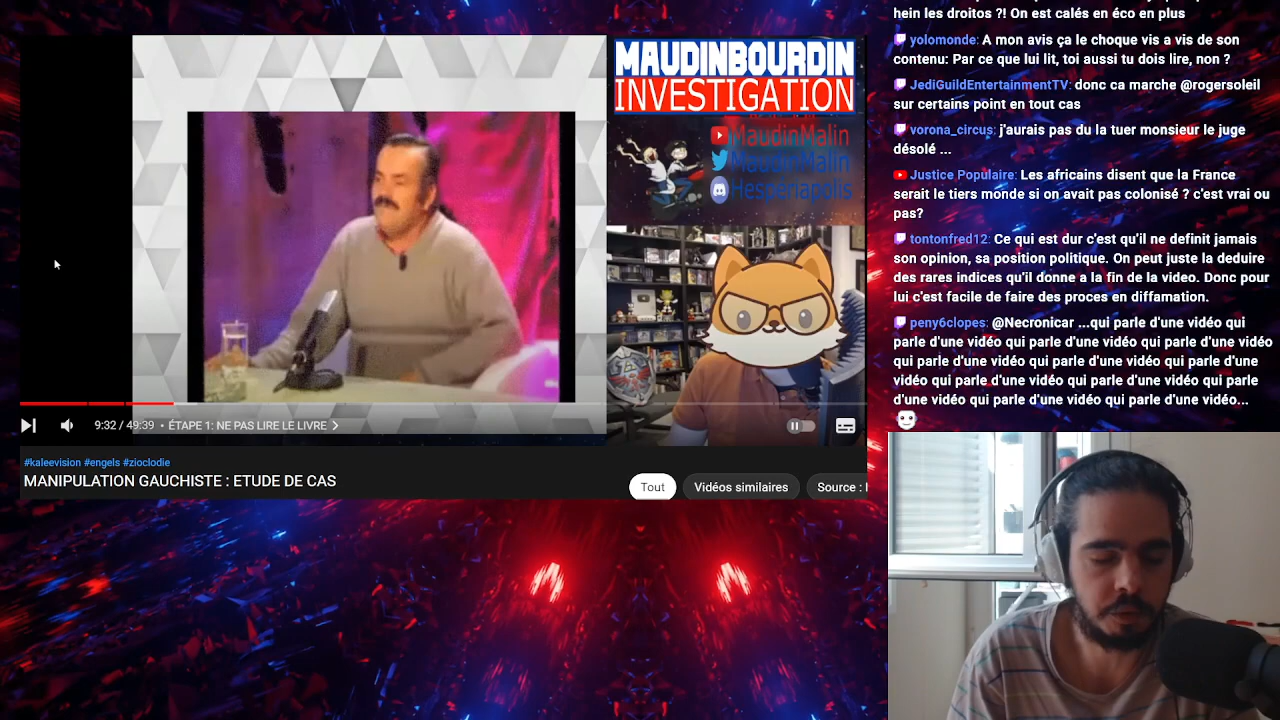 MAUDINBOURDIN
INVESTIGATION
MaudinMalin
MaudinMalin
Hespériapolis
9:32 / 49:39 • ÉTAPE 1: NE PAS LIRE LE LIVRE
#kaleevision #engels #zioclodie
MANIPULATION GAUCHISTE : ETUDE DE CAS
Tout
Vidéos similaires
Source :
hein les droitos ?! On est calés en éco en plus
yolomonde: A mon avis ça le choque vis a vis de son
contenu: Par ce que lui lit, toi aussi tu dois lire, non ?
JediGuildEntertainmentTV: donc ca marche @rogersoleil
sur certains point en tout cas
vorona_circus: j'aurais pas du la tuer monsieur le juge
désolé ...
Justice Populaire: Les africains disent que la France
serait le tiers monde si on avait pas colonisé ? c'est vrai ou
pas?
tontonfred12: Ce qui est dur c'est qu'il ne definit jamais
son opinion, sa position politique. On peut juste la deduire
des rares indices qu'il donne a la fin de la video. Donc pour
lui c'est facile de faire des proces en diffamation.
peny6clopes: @Necronicar ...qui parle d'une vidéo qui
parle d'une vidéo qui parle d'une vidéo qui parle d'une vidéo
qui parle d'une vidéo qui parle d'une vidéo qui parle d'une
vidéo qui parle d'une vidéo qui parle d'une vidéo qui parle
d'une vidéo qui parle d'une vidéo qui parle d'une vidéo...